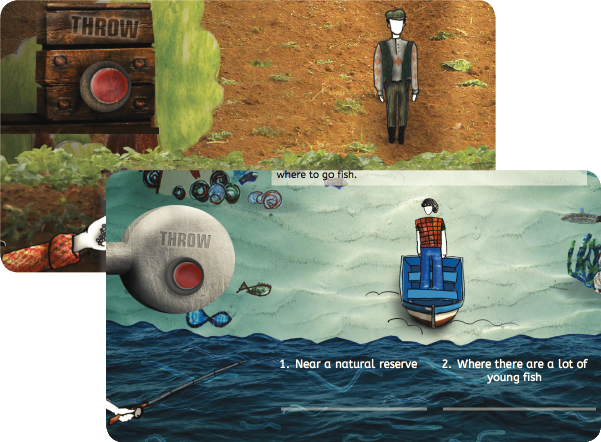 THROW
where to go fish.
THROW
1. Near a natural reserve
2. Where there are a lot of
young fish